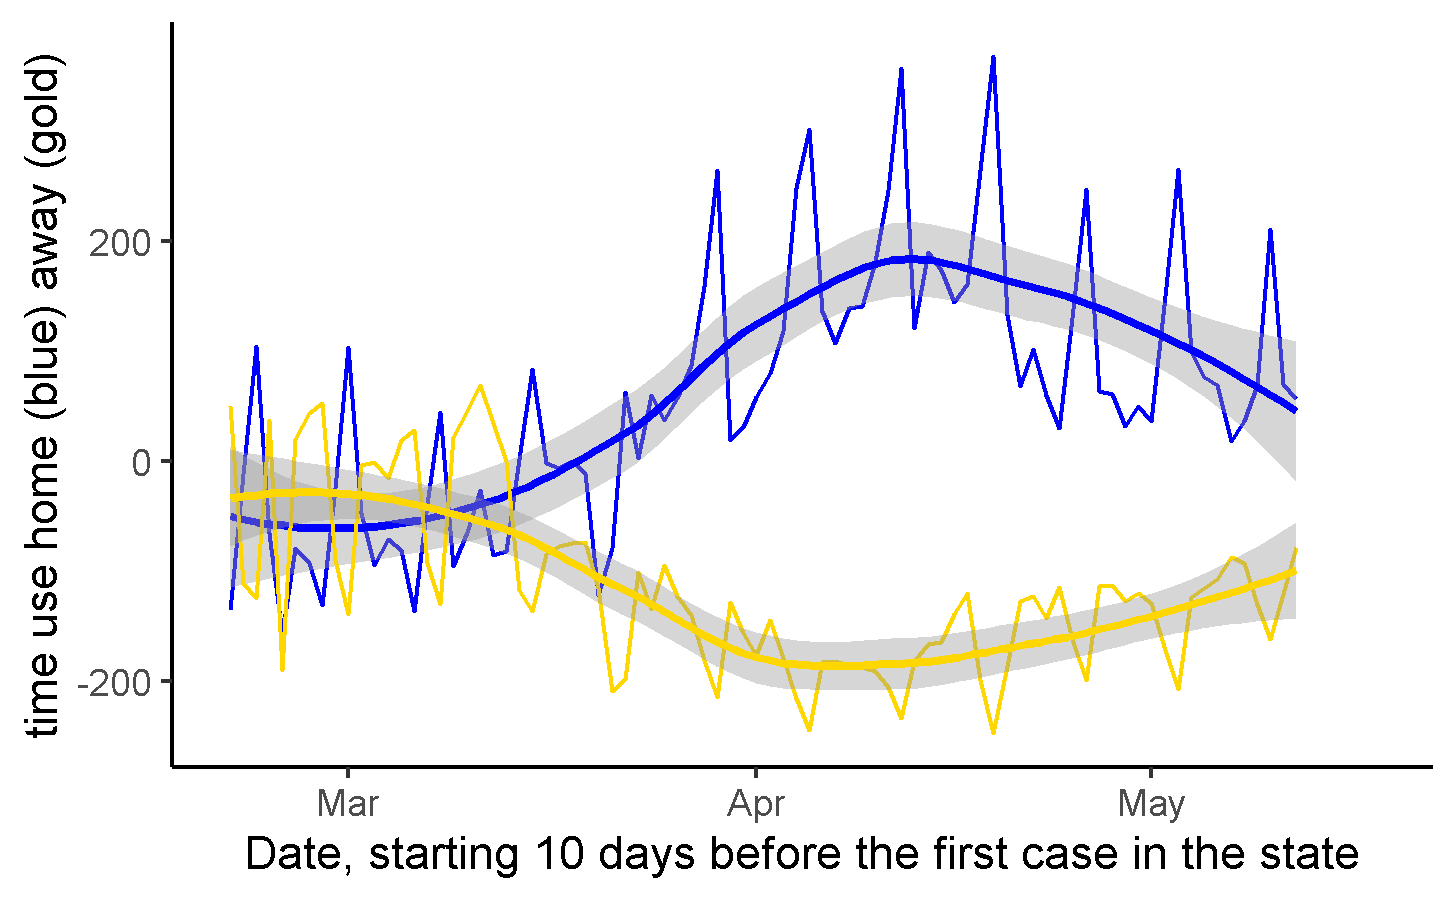 time use home (blue) away (gold)
200
0
-200
Mar
Apr
May
Date, starting 10 days before the first case in the state